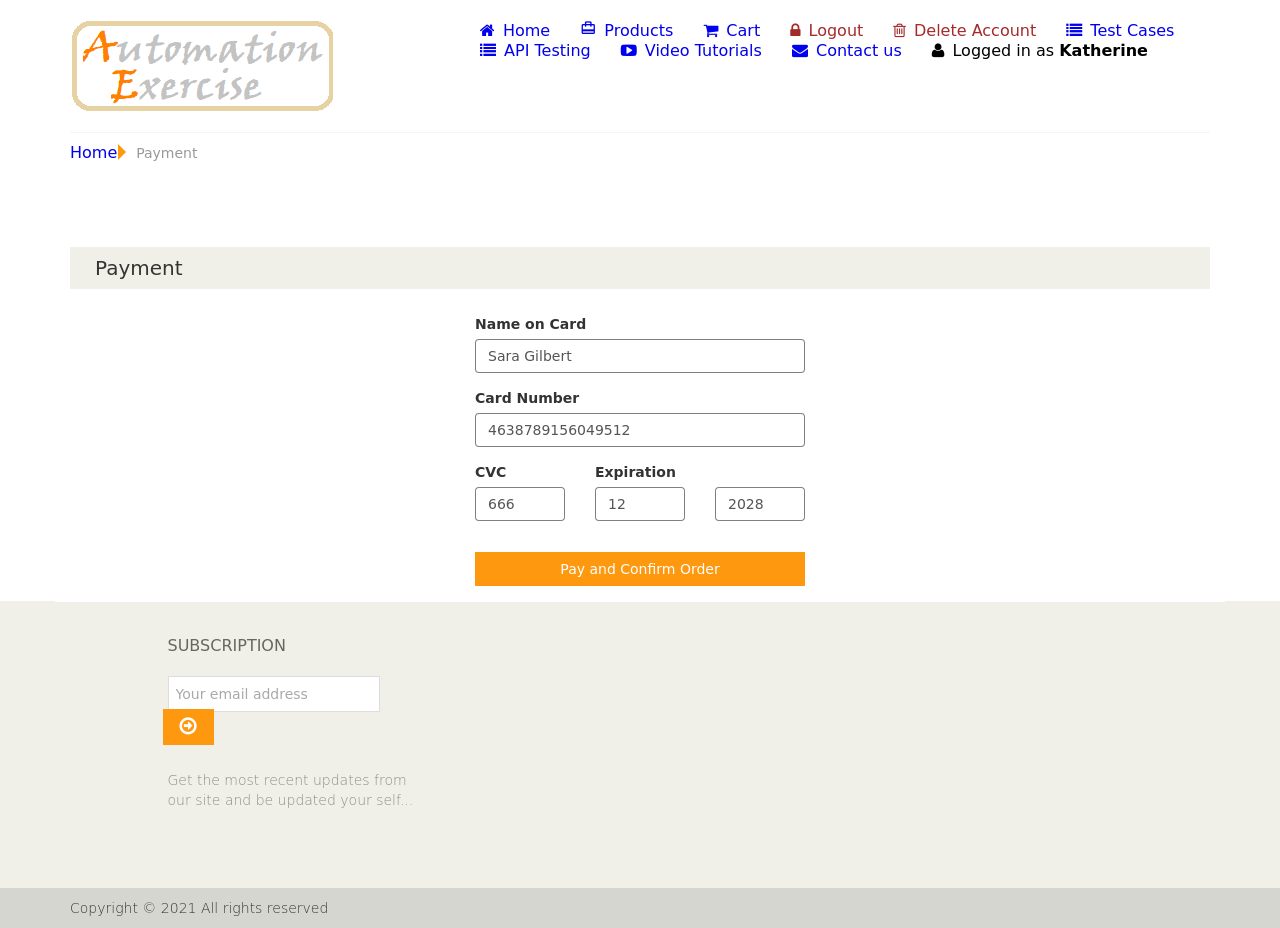 Automation
Exercise
Home Products Cart Logout Delete Account Test Cases
API Testing Video Tutorials Contact us Logged in as Katherine
Home Payment
Payment
Name on Card
Sara Gilbert
Card Number
4638789156049512
CVC Expiration
666 12 2028
Pay and Confirm Order
SUBSCRIPTION
Your email address
Get the most recent updates from
our site and be updated your self...
Copyright © 2021 All rights reserved